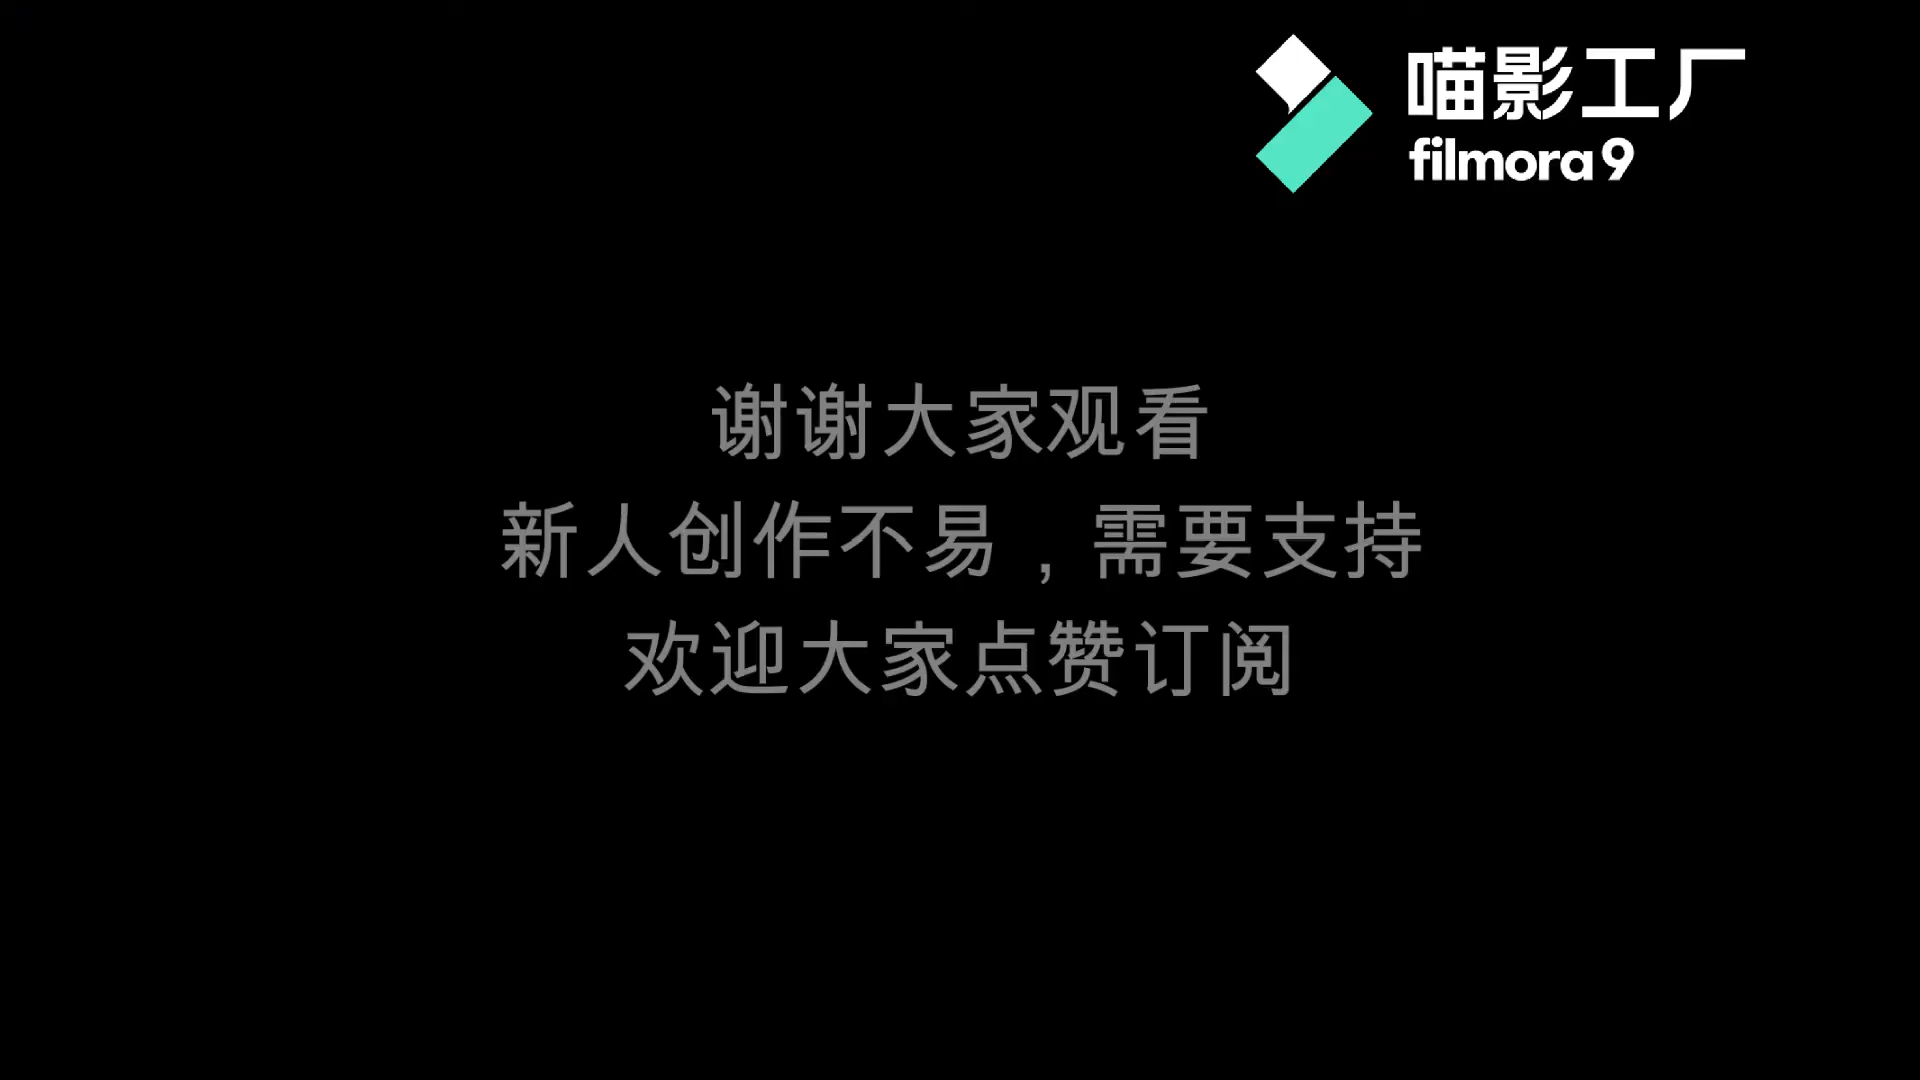 喵影工厂
filmora9
谢谢大家观看
新人创作不易，需要支持
欢迎大家点赞订阅